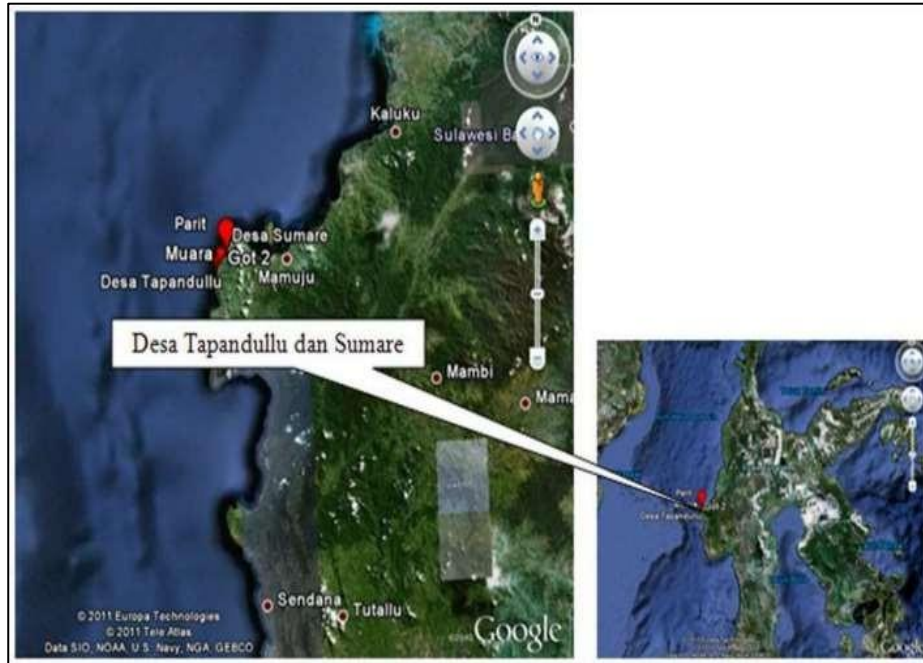 N
Kaluku
Sulawesi Ba
Parit
Desa Sumare
Muara Got 2
Mamuju
Desa Tapandullu
Desa Tapandullu dan Sumare
Mambi
Mama
Sendana
Tutallu
© 2011 Europa Technologies
© 2011 Tele Atlas
Data SIO, NOAA, U.S. Navy, NGA, GEBCO
Google
Parit
Desa Tapandullu
Google